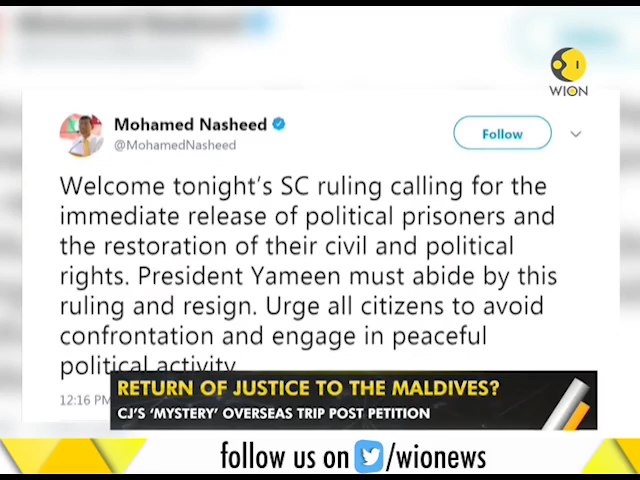 WION
Mohamed Nasheed
@MohamedNasheed
Follow
Welcome tonight's SC ruling calling for the
immediate release of political prisoners and
the restoration of their civil and political
rights. President Yameen must abide by this
ruling and resign. Urge all citizens to avoid
confrontation and engage in peaceful
political activity
12:16 PM
RETURN OF JUSTICE TO THE MALDIVES?
CJ'S 'MYSTERY' OVERSEAS TRIP POST PETITION
follow us on /wionews